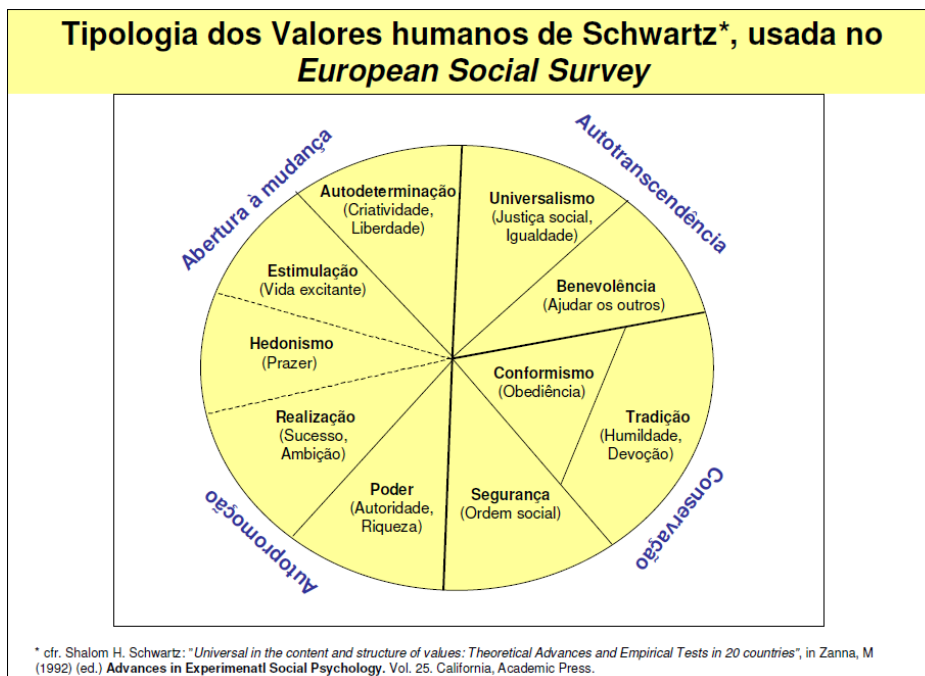 Tipologia dos Valores humanos de Schwartz*, usada no
European Social Survey
Abertura à mudança
Autotranscendência
Autodeterminação
(Criatividade,
Liberdade)
Universalismo
(Justiça social,
Igualdade)
Estimulação
(Vida excitante)
Benevolência
(Ajudar os outros)
Hedonismo
(Prazer)
Conformismo
(Obediência)
Realização
(Sucesso,
Ambição)
Tradição
(Humildade,
Devoção)
Poder
(Autoridade,
Riqueza)
Segurança
(Ordem social)
Autopromoção
Conservação
* cfr. Shalom H. Schwartz: "Universal in the content and structure of values: Theoretical Advances and Empirical Tests in 20 countries", in Zanna, M
(1992) (ed.) Advances in Experimenatl Social Psychology. Vol. 25. California, Academic Press.